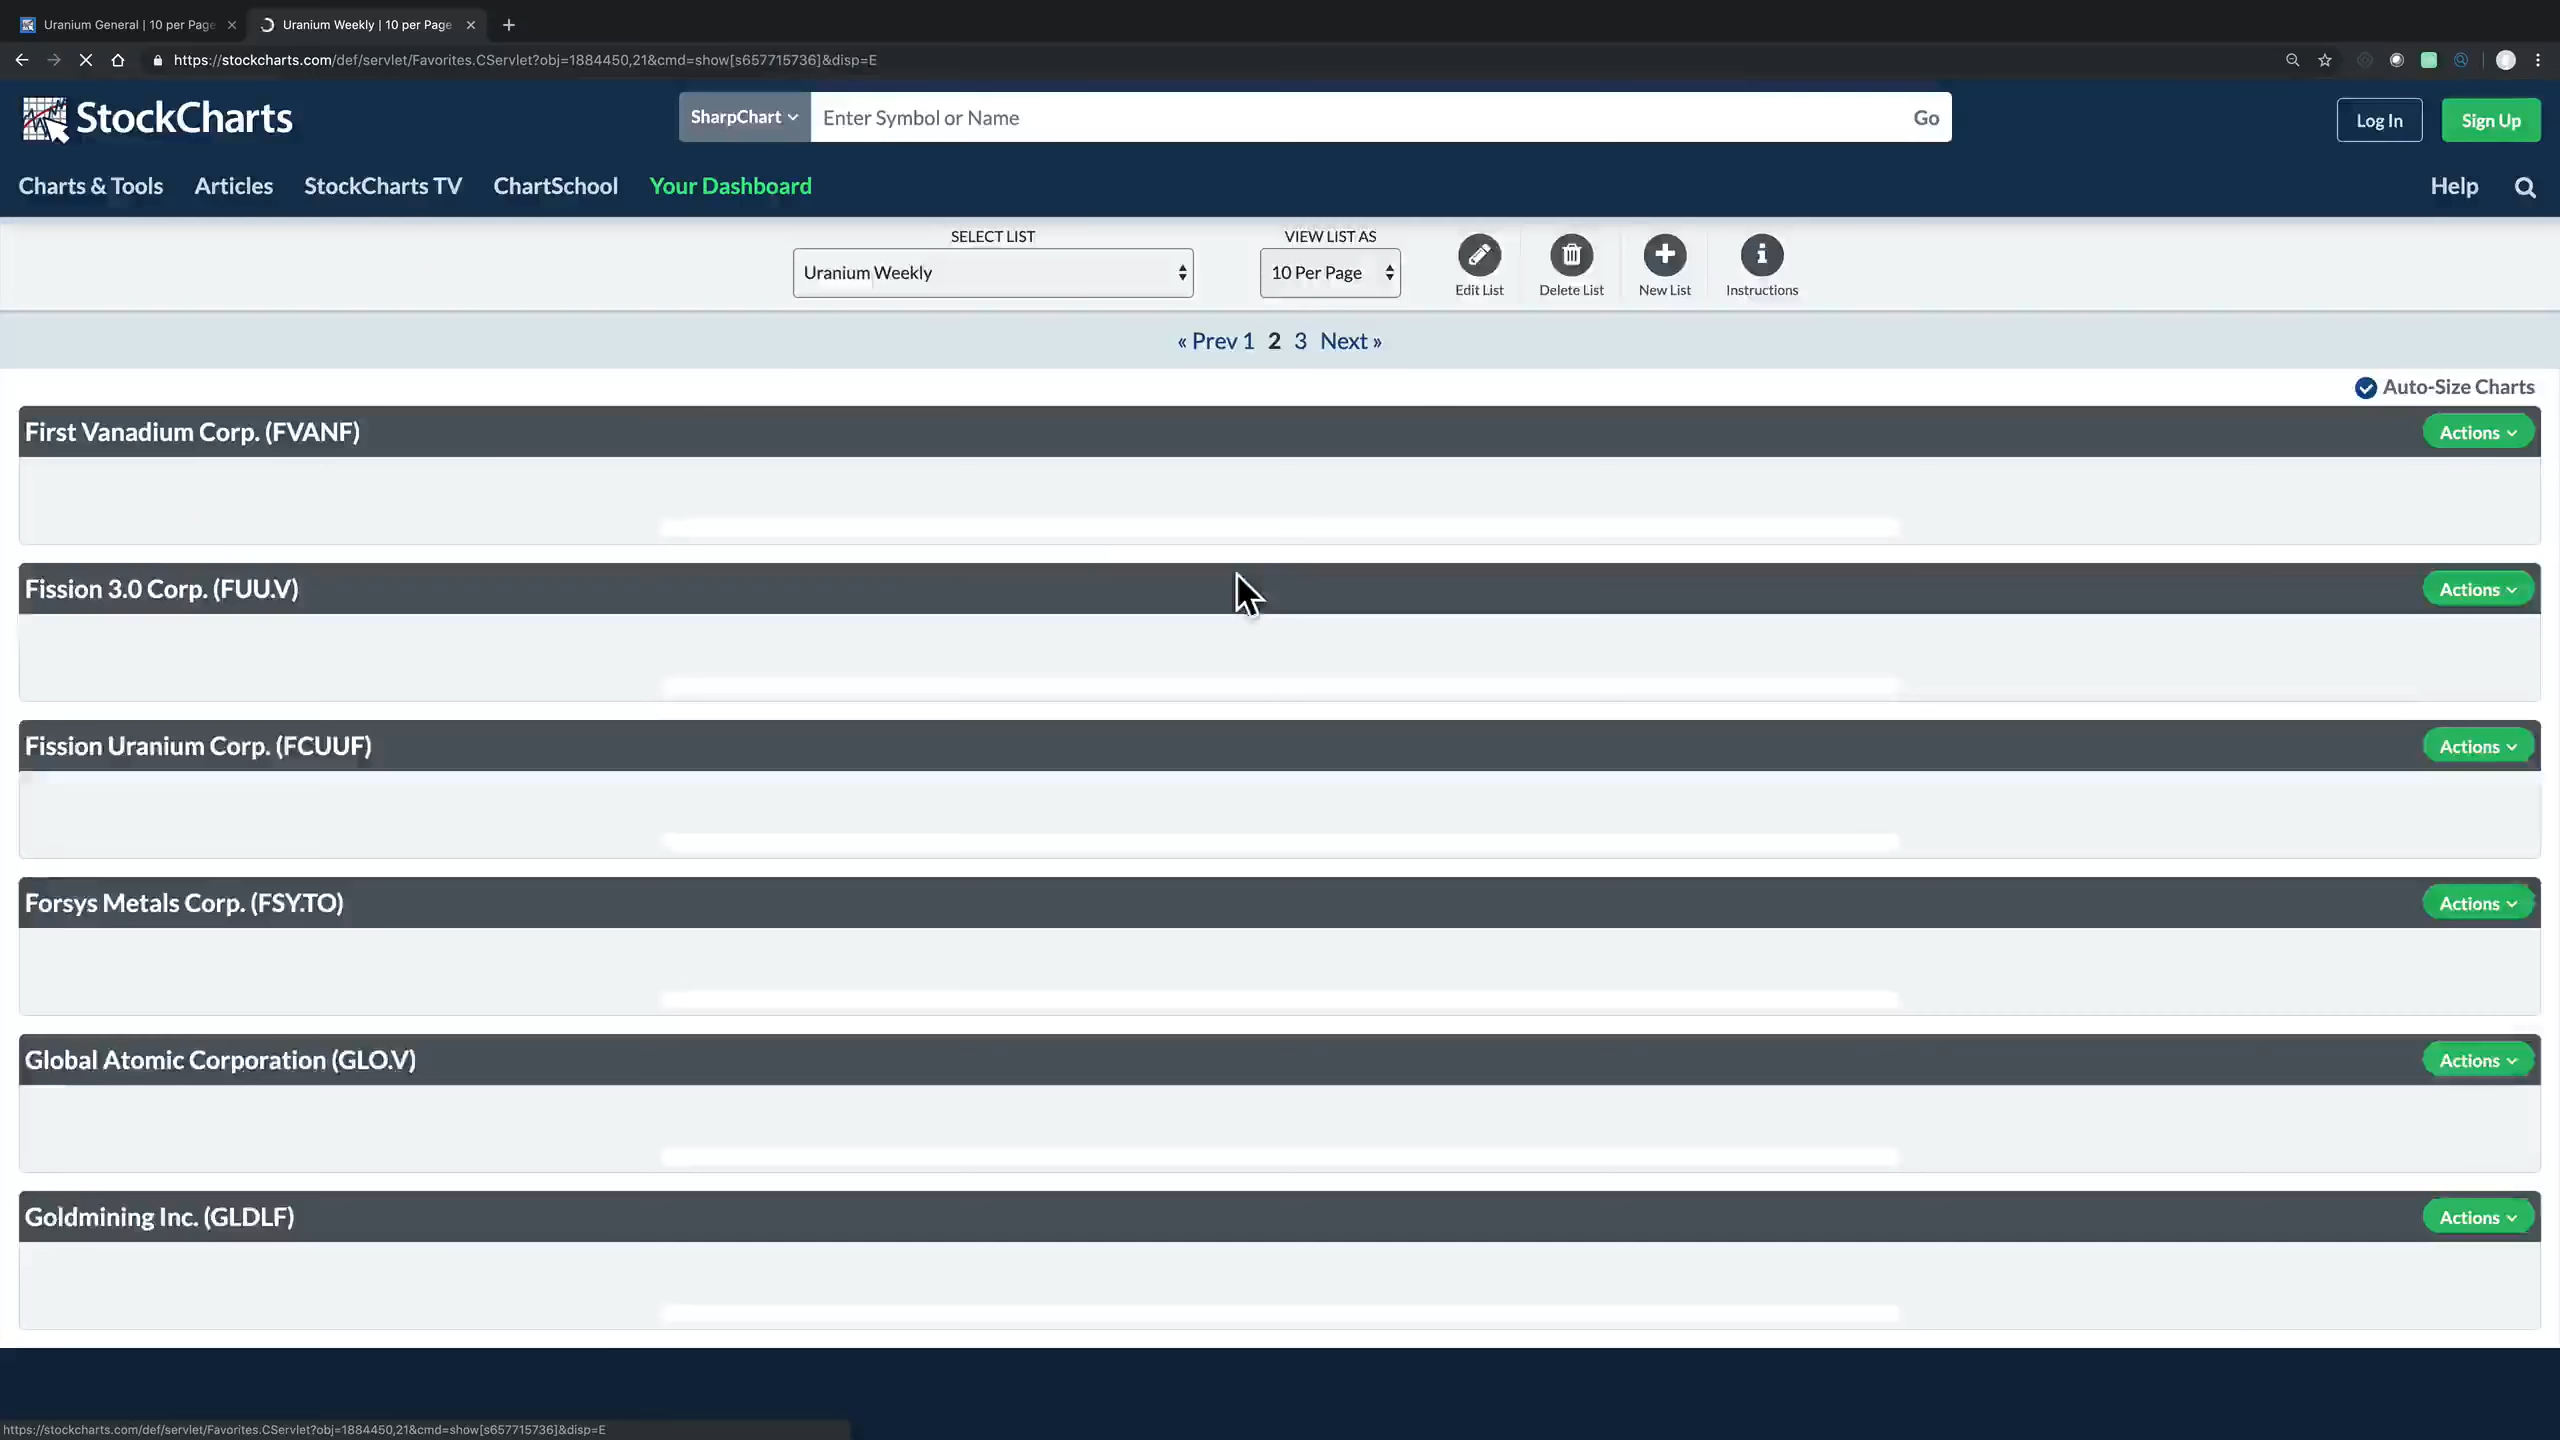 Uranium General | 10 per Page
Uranium Weekly | 10 per Page
https://stockcharts.com/def/servlet/Favorites.CServlet?obj=1884450,21&cmd=show[s657715736]&disp=E
StockCharts
SharpChart
Enter Symbol or Name
Go
Log In
Sign Up
Charts & Tools
Articles
StockCharts TV
ChartSchool
Your Dashboard
Help
SELECT LIST
Uranium Weekly
VIEW LIST AS
10 Per Page
Edit List
Delete List
New List
Instructions
« Prev 1 2 3 Next »
Auto-Size Charts
First Vanadium Corp. (FVANF)
Actions
Fission 3.0 Corp. (FUU.V)
Actions
Fission Uranium Corp. (FCUUF)
Actions
Forsys Metals Corp. (FSY.TO)
Actions
Global Atomic Corporation (GLO.V)
Actions
Goldmining Inc. (GLDLF)
Actions
https://stockcharts.com/def/servlet/Favorites.CServlet?obj=1884450,21&cmd=show[s657715736]&disp=E